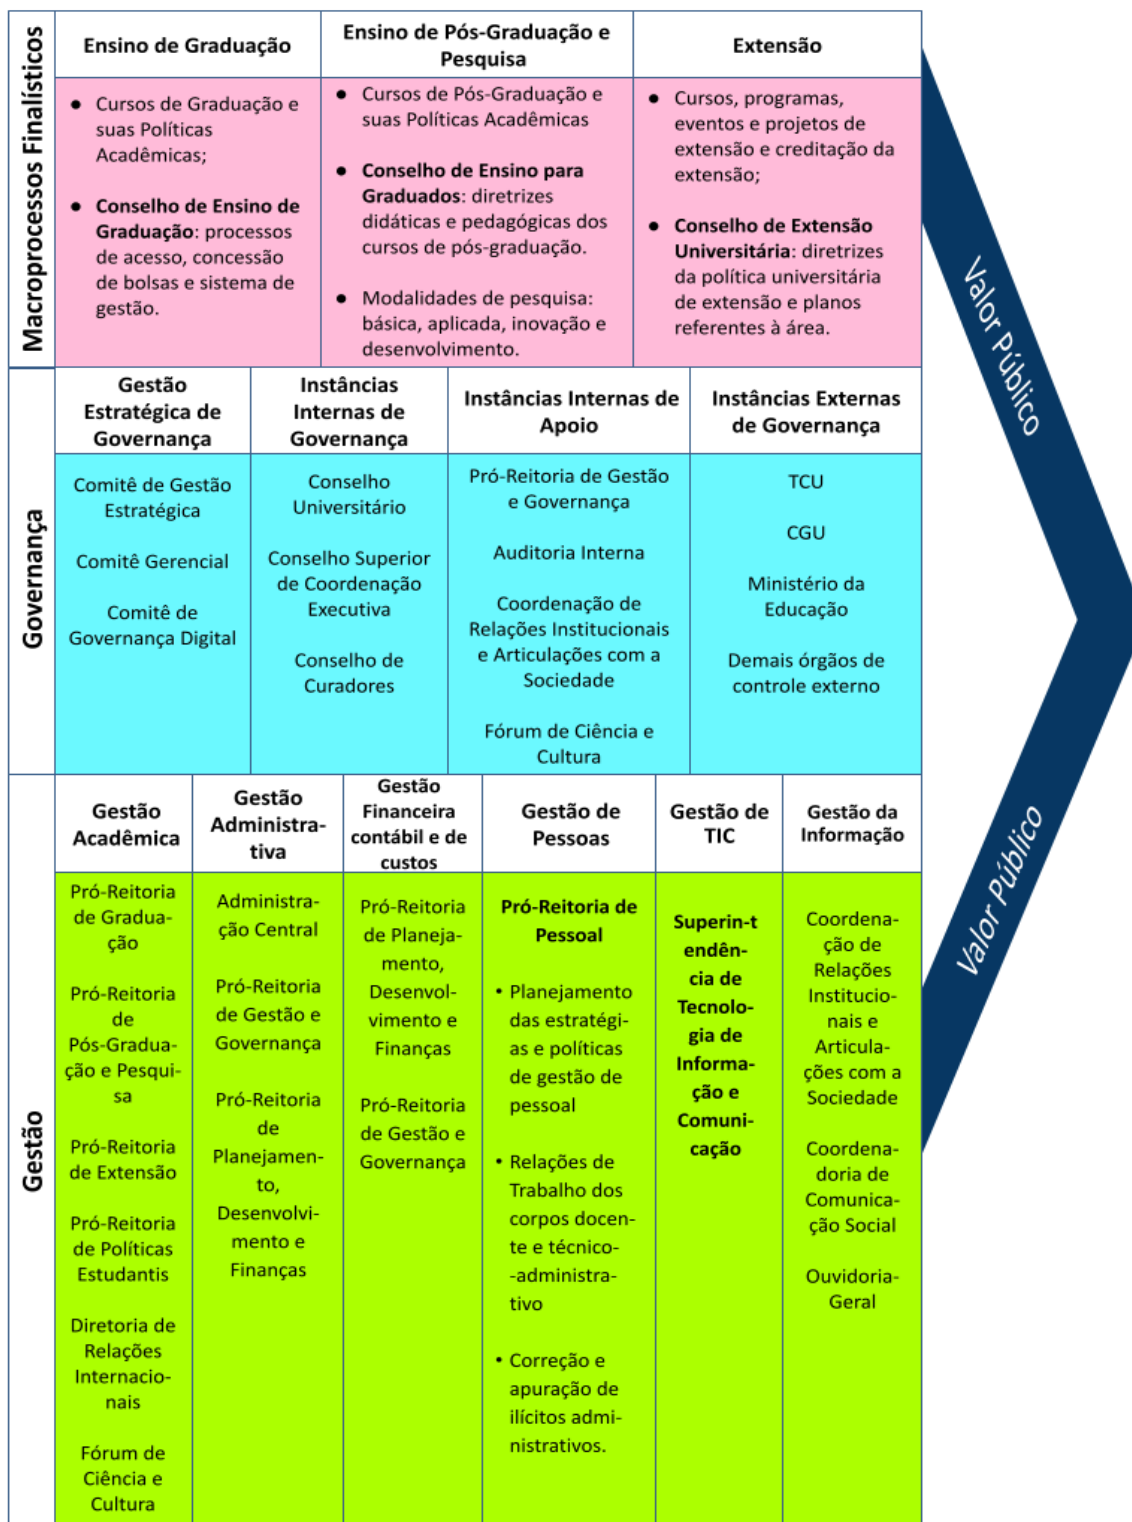 Macroprocessos Finalísticos
Ensino de Graduação
Ensino de Pós-Graduação e
Pesquisa
Extensão
● Cursos de Graduação e
suas Políticas
Acadêmicas;
● Conselho de Ensino de
Graduação: processos
de acesso, concessão
de bolsas e sistema de
gestão.
● Cursos de Pós-Graduação e
suas Políticas Acadêmicas
● Conselho de Ensino para
Graduados: diretrizes
didáticas e pedagógicas dos
cursos de pós-graduação.
● Modalidades de pesquisa:
básica, aplicada, inovação e
desenvolvimento.
● Cursos, programas,
eventos e projetos de
extensão e creditação da
extensão;
● Conselho de Extensão
Universitária: diretrizes
da política universitária
de extensão e planos
referentes à área.
Governança
Gestão
Estratégica de
Governança
Instâncias
Internas de
Governança
Instâncias Internas de
Apoio
Instâncias Externas
de Governança
Comitê de Gestão
Estratégica
Comitê Gerencial
Comitê de
Governança Digital
Conselho
Universitário
Conselho Superior
de Coordenação
Executiva
Conselho de
Curadores
Pró-Reitoria de Gestão
e Governança
Auditoria Interna
Coordenação de
Relações Institucionais
e Articulações com a
Sociedade
Fórum de Ciência e
Cultura
TCU
CGU
Ministério da
Educação
Demais órgãos de
controle externo
Gestão
Gestão
Acadêmica
Gestão
Administra-
tiva
Gestão
Financeira
contábil e de
custos
Gestão de
Pessoas
Gestão de
TIC
Gestão da
Informação
Pró-Reitoria
de Gradua-
ção
Pró-Reitoria
de
Pós-Gradua-
ção e Pesqui-
sa
Pró-Reitoria
de Extensão
Pró-Reitoria
de Políticas
Estudantis
Diretoria de
Relações
Internacio-
nais
Fórum de
Ciência e
Cultura
Administra-
ção Central
Pró-Reitoria
de Gestão e
Governança
Pró-Reitoria
de
Planejamen-
to,
Desenvolvi-
mento e
Finanças
Pró-Reitoria
de Planeja-
mento,
Desenvol-
vimento e
Finanças
Pró-Reitoria
de Gestão e
Governança
Pró-Reitoria de
Pessoal
• Planejamento
das estratégi-
as e políticas
de gestão de
pessoal
• Relações de
Trabalho dos
corpos docen-
te e técnico-
-administra-
tivo
• Correção e
apuração de
ilícitos admi-
nistrativos.
Superin-t
endên-
cia de
Tecnolo-
gia de
Informa-
ção e
Comuni-
cação
Coordena-
ção de
Relações
Institucio-
nais e
Articula-
ções com a
Sociedade
Coordena-
doria de
Comunica-
ção Social
Ouvidoria-
Geral
Valor Público
Valor Público